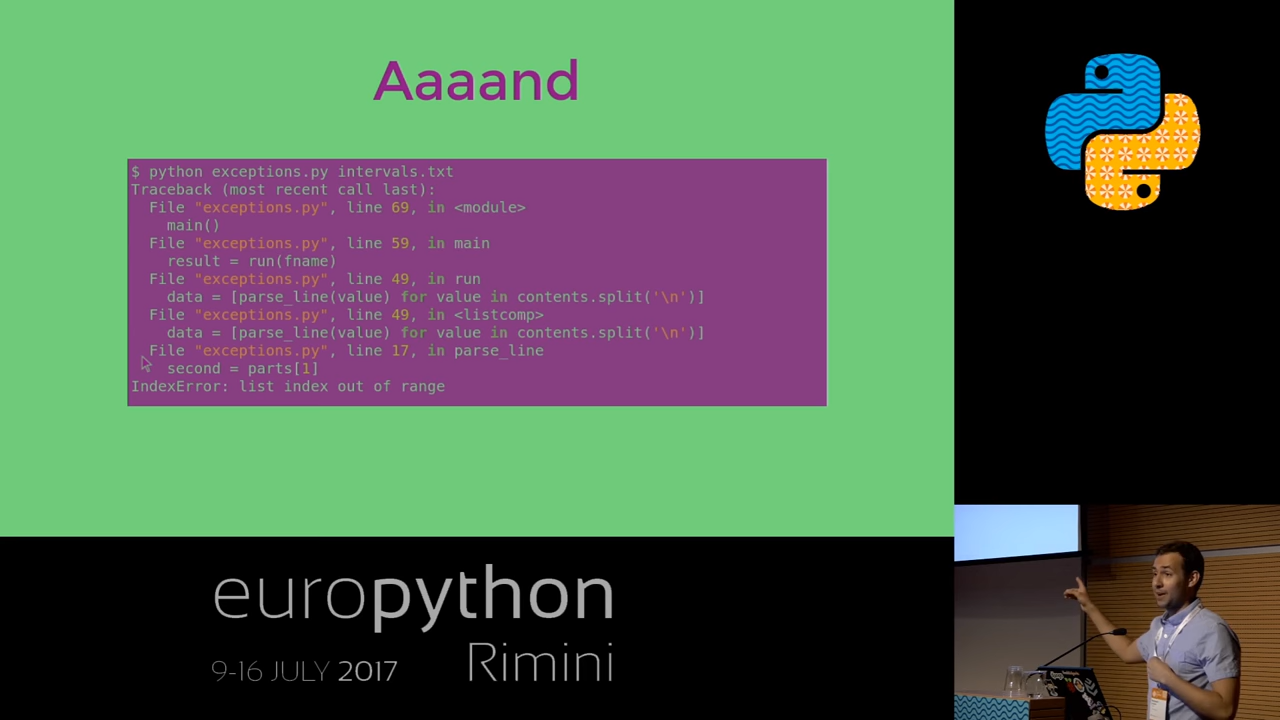 Aaaand
$ python exceptions.py intervals.txt
Traceback (most recent call last):
  File "exceptions.py", line 69, in <module>
    main()
  File "exceptions.py", line 59, in main
    result = run(fname)
  File "exceptions.py", line 49, in run
    data = [parse_line(value) for value in contents.split('\n')]
  File "exceptions.py", line 49, in <listcomp>
    data = [parse_line(value) for value in contents.split('\n')]
  File "exceptions.py", line 17, in parse_line
    second = parts[1]
IndexError: list index out of range
europython
9-16 JULY 2017 Rimini